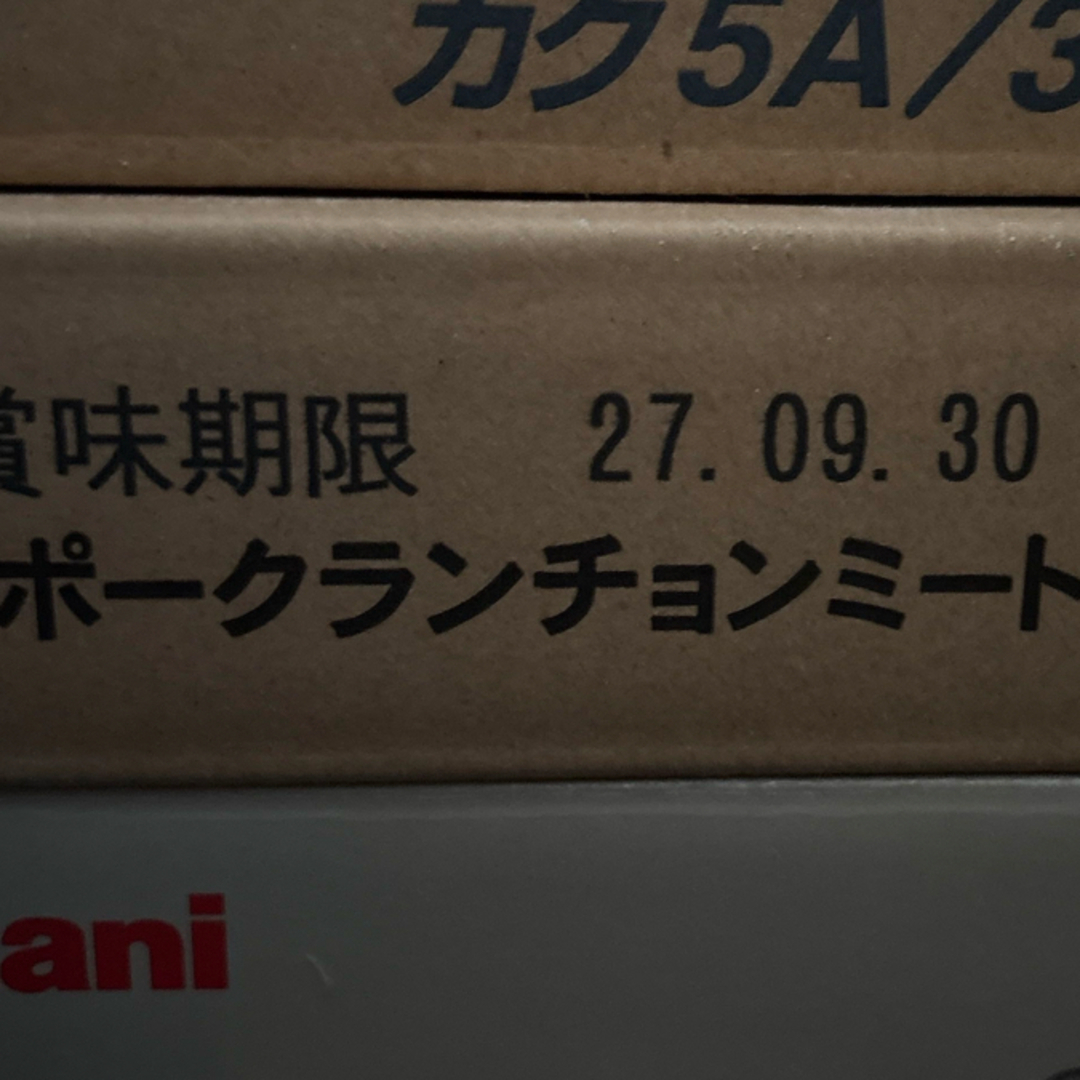 カク5A/3
賞味期限 27.09.30
ポークランチョンミート
ani